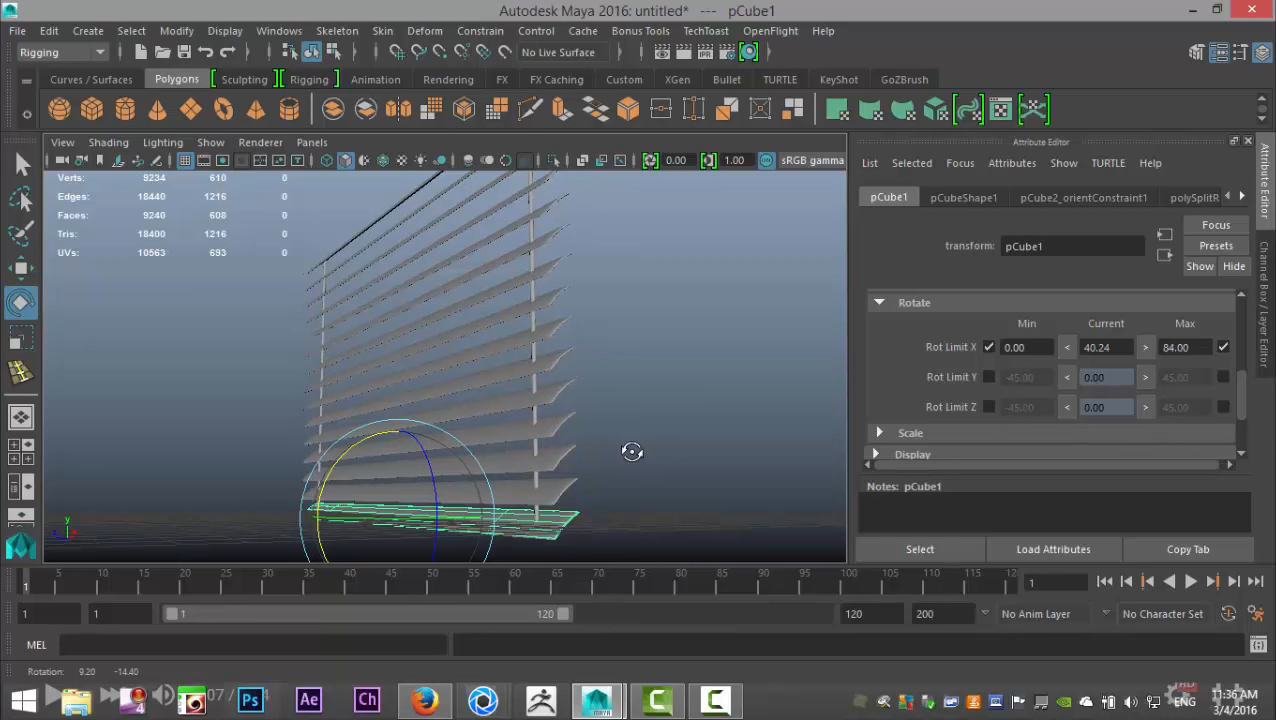 Autodesk Maya 2016: untitled* --- pCube1
File Edit Create Select Modify Display Windows Skeleton Skin Deform Constrain Control Cache Bonus Tools TechToast OpenFlight Help
Rigging No Live Surface
Curves / Surfaces Polygons Sculpting Rigging Animation Rendering FX FX Caching Custom XGen Bullet TURTLE KeyShot GoZBrush
View Shading Lighting Show Renderer Panels
0.00 1.00 sRGB gamma
Verts: 9234 610 0
Edges: 18440 1216 0
Faces: 9240 608 0
Tris: 18400 1216 0
UVs: 10563 693 0
y
Attribute Editor
List Selected Focus Attributes Show TURTLE Help
pCube1 pCubeShape1 pCube2_orientConstraint1 polySplitR
Focus
transform: pCube1 Presets
Show Hide
Rotate
Min Current Max
Rot Limit X 0.00 < 40.24 > 84.00
Rot Limit Y -45.00 < 0.00 > 45.00
Rot Limit Z -45.00 < 0.00 > 45.00
Scale
Display
Notes: pCube1
Select Load Attributes Copy Tab
Attribute Editor
Channel Box / Layer Editor
5 10 15 20 25 30 35 40 45 50 55 60 65 70 75 80 85 90 95 100 105 110 115 120
1 1
1 1 1 120 120 200 No Anim Layer No Character Set
MEL
Rotation: 9.20 -14.40
Ps Ae Ch ENG 11:36 AM
3/4/2016